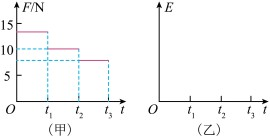 F/N
15
10
5
O t₁ t₂ t₃ t
(甲)
E
O t₁ t₂ t₃ t
(乙)